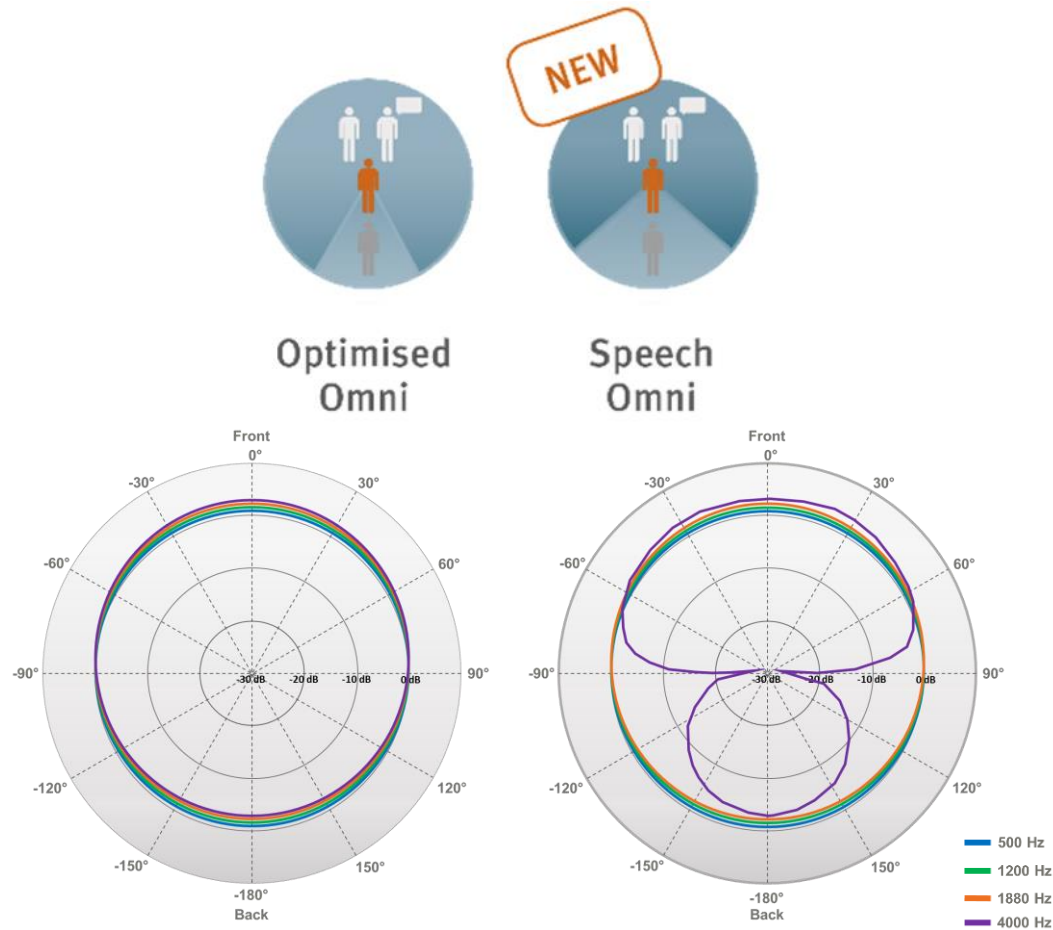 NEW
Optimised
Omni
Speech
Omni
Front
0°
-30°
30°
-60°
60°
-90°
-30 dB
-20 dB
-10 dB
0 dB
90°
-120°
120°
-150°
150°
-180°
Back
Front
0°
-30°
30°
-60°
60°
-90°
-30 dB
20 dB
-10 dB
0 dB
90°
-120°
120°
-150°
150°
-180°
Back
500 Hz
1200 Hz
1880 Hz
4000 Hz